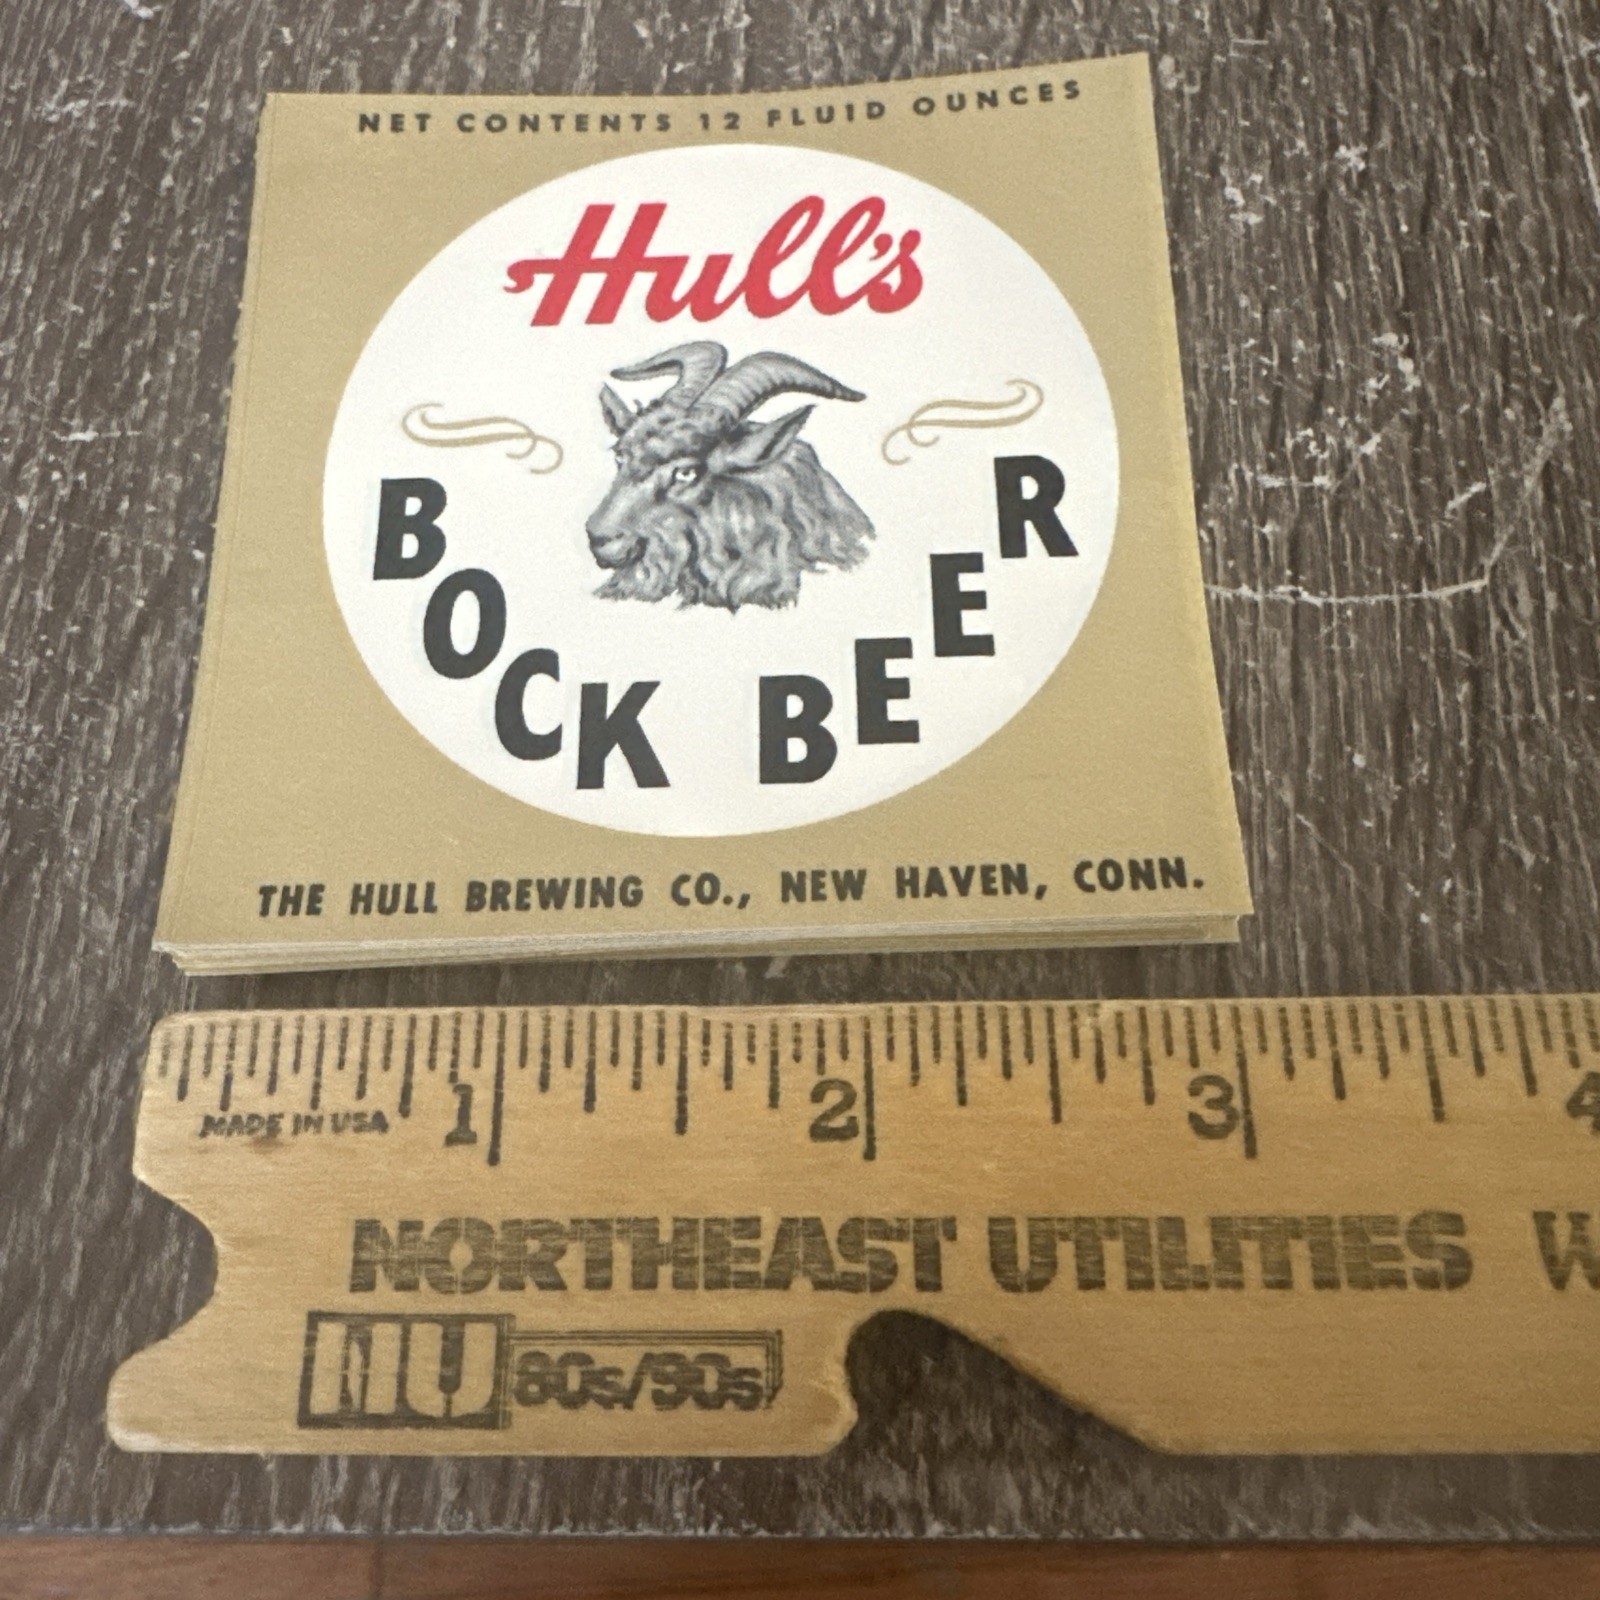 NET CONTENTS 12 FLUID OUNCES
Hull's
BOCK BEER
THE HULL BREWING CO., NEW HAVEN, CONN.
1 2 3 4
MADE IN USA
NORTHEAST UTILITIES W
NU 80s/90s